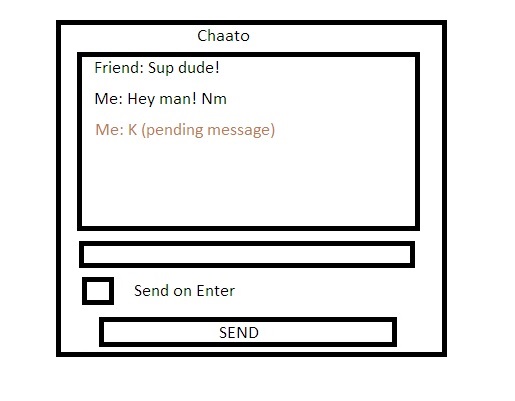 Chaato
Friend: Sup dude!
Me: Hey man! Nm
Me: K (pending message)
Send on Enter
SEND